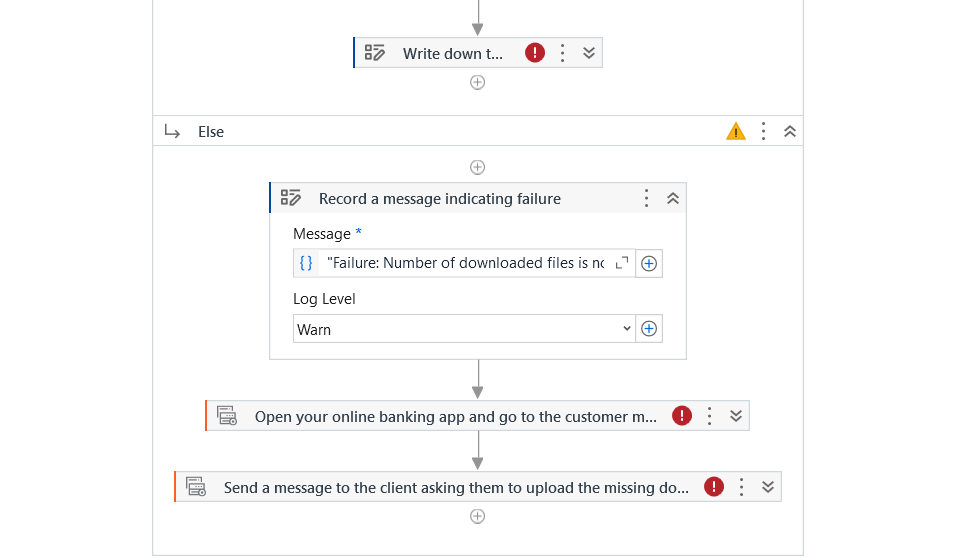 Write down t...
Else
Record a message indicating failure
Message *
"Failure: Number of downloaded files is
Log Level
Warn
Open your online banking app and go to the customer m...
Send a message to the client asking them to upload the missing do...